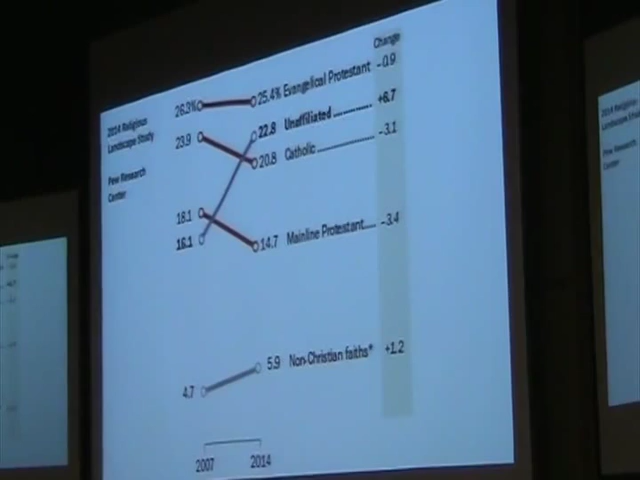 Change
26.3% 25.4% Evangelical Protestant -0.9
2014 Religious
Landscape Study
22.8 Unaffiliated ............ +6.7
23.9
20.8 Catholic ............... -3.1
Pew Research
Center
18.1
16.1
14.7 Mainline Protestant..... -3.4
4.7
5.9 Non-Christian faiths* +1.2
2007 2014